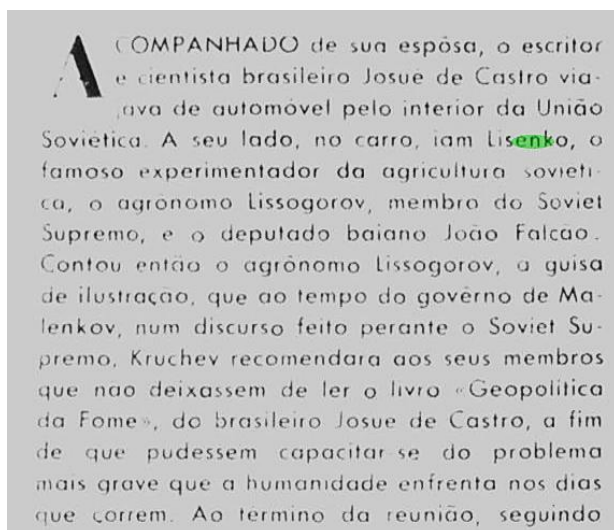 ACOMPANHADO de sua espôsa, o escritor
e cientista brasileiro Josué de Castro via-
java de automóvel pelo interior da União
Soviética. A seu lado, no carro, iam Lisenko, o
famoso experimentador da agricultura soviéti-
ca, o agrônomo Lissogorov, membro do Soviet
Supremo, e o deputado baiano João Falcão.
Contou então o agrônomo Lissogorov, a guisa
de ilustração, que ao tempo do govêrno de Ma-
lenkov, num discurso feito perante o Soviet Su-
premo, Kruchev recomendara aos seus membros
que não deixassem de ler o livro «Geopolítica
da Fome», do brasileiro Josue de Castro, a fim
de que pudessem capacitar-se do problema
mais grave que a humanidade enfrenta nos dias
que correm. Ao término da reunião, seguindo